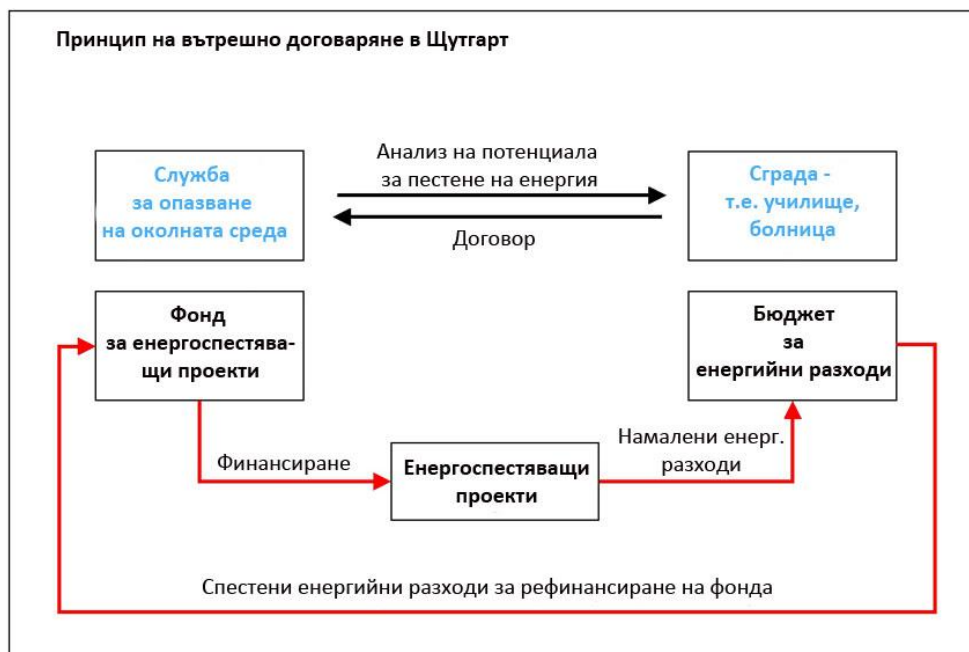 Принцип на вътрешно договаряне в Щутгарт
Служба
за опазване
на околната среда
Анализ на потенциала
за пестене на енергия
Договор
Сграда -
т.е. училище,
болница
Фонд
за енергоспестява-
щи проекти
Бюджет
за
енергийни разходи
Финансиране
Енергоспестяващи
проекти
Намалени енерг.
разходи
Спестени енергийни разходи за рефинансиране на фонда